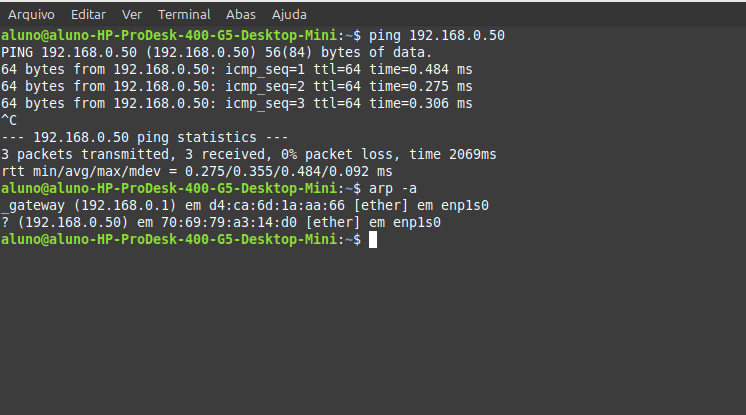 Arquivo Editar Ver Terminal Abas Ajuda
aluno@aluno-HP-ProDesk-400-G5-Desktop-Mini:~$ ping 192.168.0.50
PING 192.168.0.50 (192.168.0.50) 56(84) bytes of data.
64 bytes from 192.168.0.50: icmp_seq=1 ttl=64 time=0.484 ms
64 bytes from 192.168.0.50: icmp_seq=2 ttl=64 time=0.275 ms
64 bytes from 192.168.0.50: icmp_seq=3 ttl=64 time=0.306 ms
^C
--- 192.168.0.50 ping statistics ---
3 packets transmitted, 3 received, 0% packet loss, time 2069ms
rtt min/avg/max/mdev = 0.275/0.355/0.484/0.092 ms
aluno@aluno-HP-ProDesk-400-G5-Desktop-Mini:~$ arp -a
_gateway (192.168.0.1) em d4:ca:6d:1a:aa:66 [ether] em enp1s0
? (192.168.0.50) em 70:69:79:a3:14:d0 [ether] em enp1s0
aluno@aluno-HP-ProDesk-400-G5-Desktop-Mini:~$